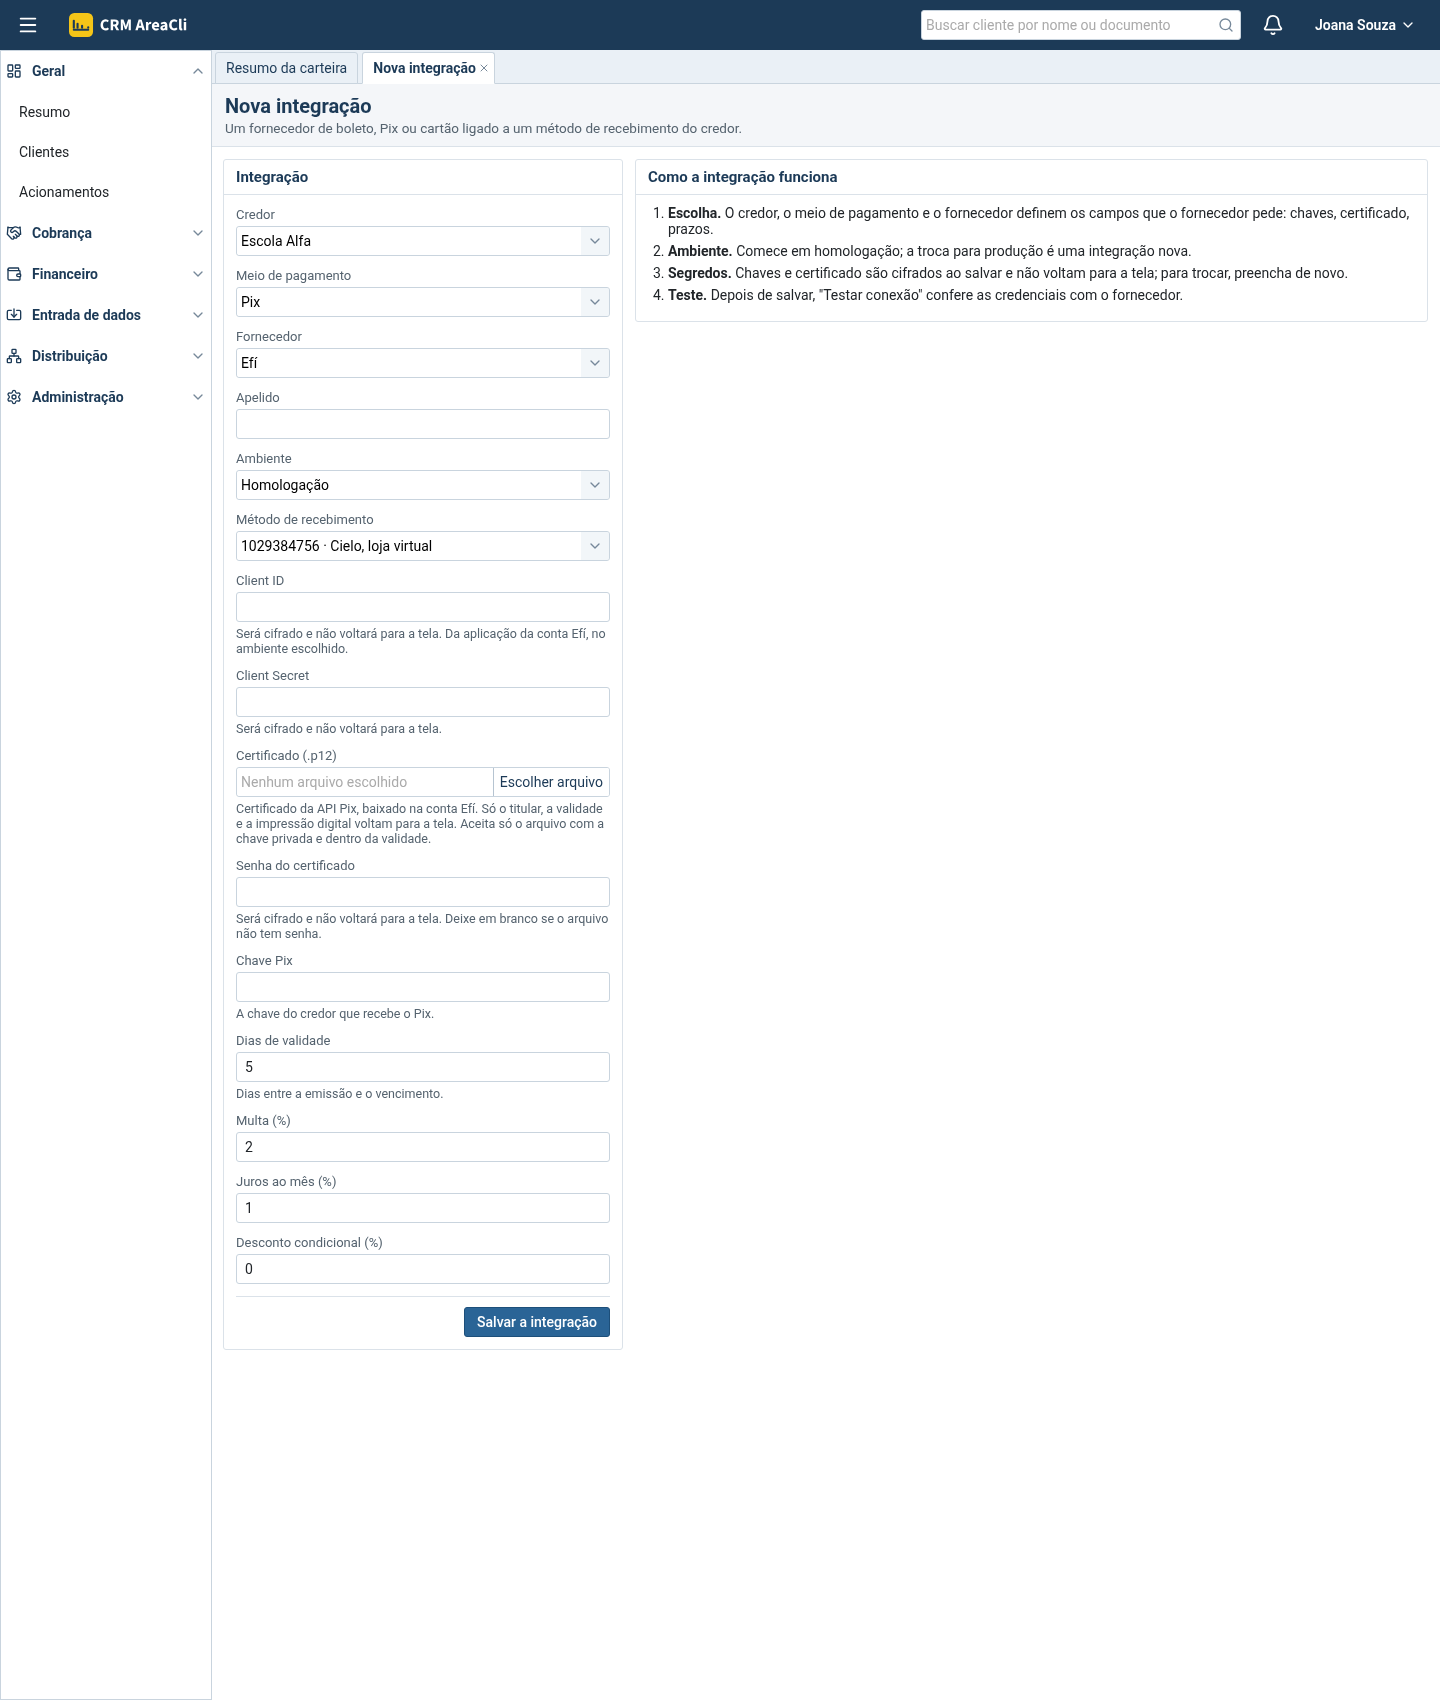 CRM AreaCli
Buscar cliente por nome ou documento
Joana Souza
Geral
Resumo
Clientes
Acionamentos
Cobrança
Financeiro
Entrada de dados
Distribuição
Administração
Resumo da carteira
Nova integração
Nova integração
Um fornecedor de boleto, Pix ou cartão ligado a um método de recebimento do credor.
Integração
Credor
Escola Alfa
Meio de pagamento
Pix
Fornecedor
Efí
Apelido
Ambiente
Homologação
Método de recebimento
1029384756 · Cielo, loja virtual
Client ID
Será cifrado e não voltará para a tela. Da aplicação da conta Efí, no
ambiente escolhido.
Client Secret
Será cifrado e não voltará para a tela.
Certificado (.p12)
Nenhum arquivo escolhido
Escolher arquivo
Certificado da API Pix, baixado na conta Efí. Só o titular, a validade
e a impressão digital voltam para a tela. Aceita só o arquivo com a
chave privada e dentro da validade.
Senha do certificado
Será cifrado e não voltará para a tela. Deixe em branco se o arquivo
não tem senha.
Chave Pix
A chave do credor que recebe o Pix.
Dias de validade
5
Dias entre a emissão e o vencimento.
Multa (%)
2
Juros ao mês (%)
1
Desconto condicional (%)
0
Salvar a integração
Como a integração funciona
1. Escolha. O credor, o meio de pagamento e o fornecedor definem os campos que o fornecedor pede: chaves, certificado,
prazos.
2. Ambiente. Comece em homologação; a troca para produção é uma integração nova.
3. Segredos. Chaves e certificado são cifrados ao salvar e não voltam para a tela; para trocar, preencha de novo.
4. Teste. Depois de salvar, "Testar conexão" confere as credenciais com o fornecedor.